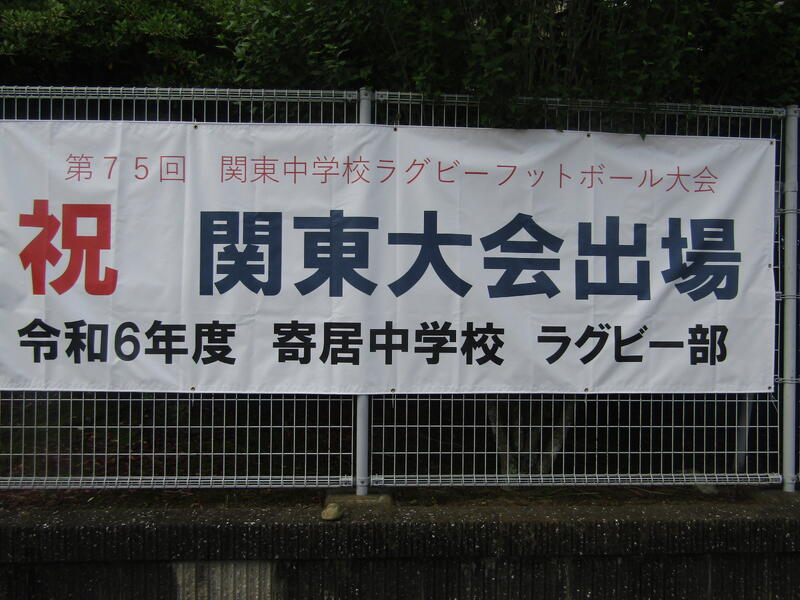 第75回　関東中学校ラグビーフットボール大会
祝　関東大会出場
令和6年度　寄居中学校　ラグビー部